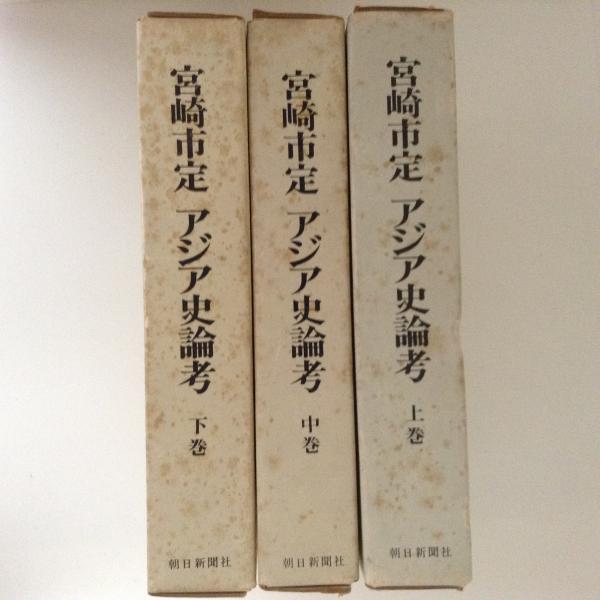 宮崎市定 アジア史論考
上巻
朝日新聞社
宮崎市定 アジア史論考
中巻
朝日新聞社
宮崎市定 アジア史論考
下巻
朝日新聞社